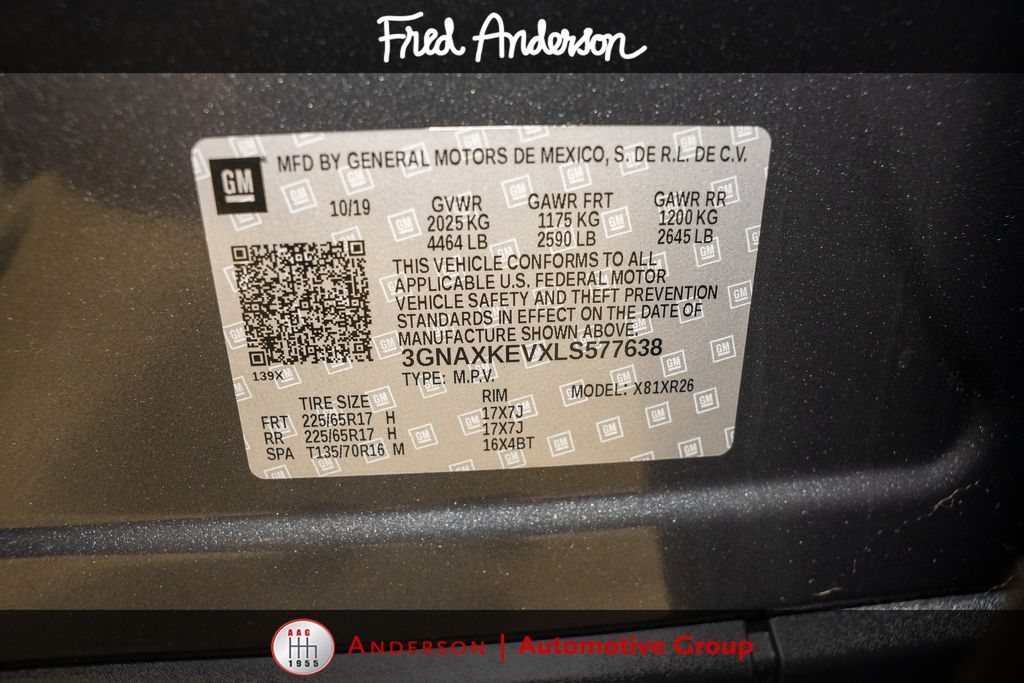 Fred Anderson
GM
MFD BY GENERAL MOTORS DE MEXICO, S. DE R.L. DE C.V.
10/19
GVWR GAWR FRT GAWR RR
2025 KG 1175 KG 1200 KG
4464 LB 2590 LB 2645 LB
THIS VEHICLE CONFORMS TO ALL
APPLICABLE U.S. FEDERAL MOTOR
VEHICLE SAFETY AND THEFT PREVENTION
STANDARDS IN EFFECT ON THE DATE OF
MANUFACTURE SHOWN ABOVE.
3GNAXKEVXLS577638
139X
TYPE: M.P.V. MODEL: X81XR26
TIRE SIZE RIM
FRT 225/65R17 H 17X7J
RR 225/65R17 H 17X7J
SPA T135/70R16 M 16X4BT
AAG
1955
ANDERSON | Automotive Group